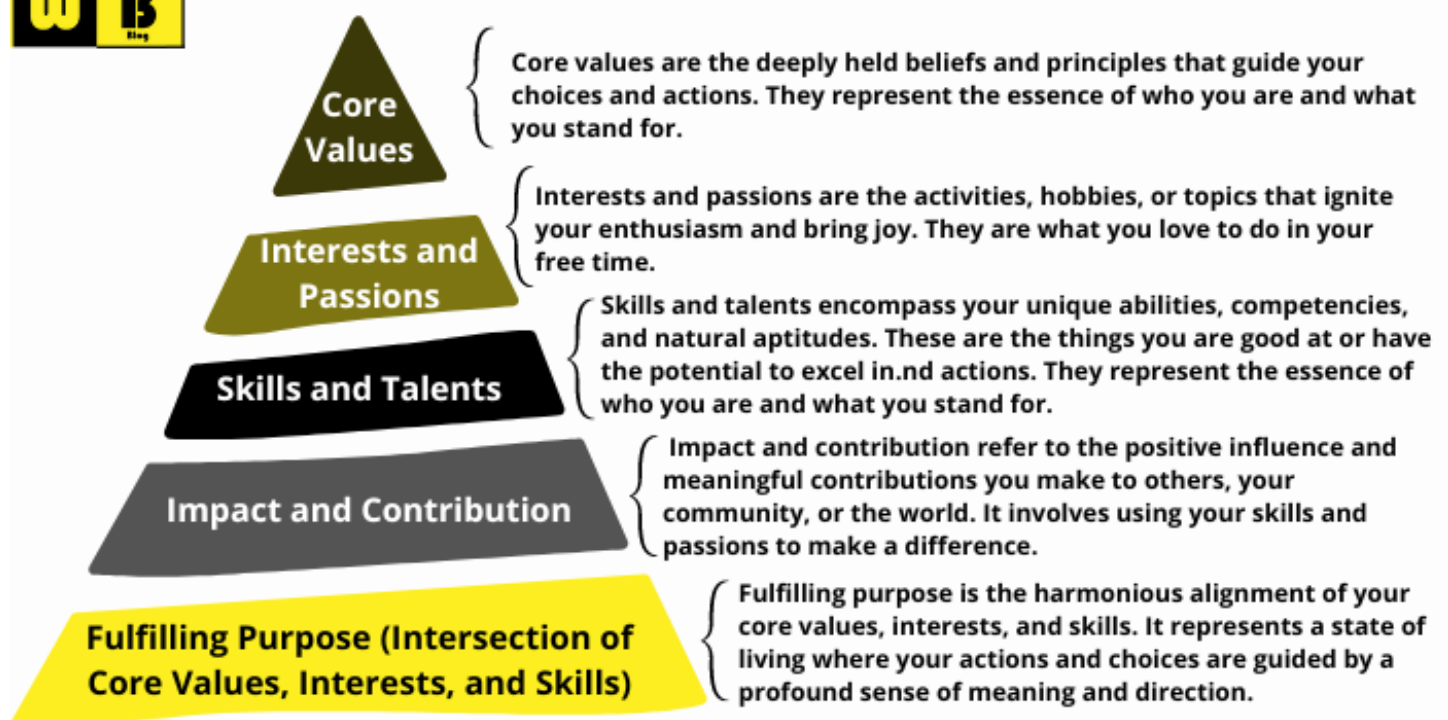 W B
Blog
Core
Values
Core values are the deeply held beliefs and principles that guide your
choices and actions. They represent the essence of who you are and what
you stand for.
Interests and
Passions
Interests and passions are the activities, hobbies, or topics that ignite
your enthusiasm and bring joy. They are what you love to do in your
free time.
Skills and Talents
Skills and talents encompass your unique abilities, competencies,
and natural aptitudes. These are the things you are good at or have
the potential to excel in.nd actions. They represent the essence of
who you are and what you stand for.
Impact and Contribution
Impact and contribution refer to the positive influence and
meaningful contributions you make to others, your
community, or the world. It involves using your skills and
passions to make a difference.
Fulfilling Purpose (Intersection of
Core Values, Interests, and Skills)
Fulfilling purpose is the harmonious alignment of your
core values, interests, and skills. It represents a state of
living where your actions and choices are guided by a
profound sense of meaning and direction.